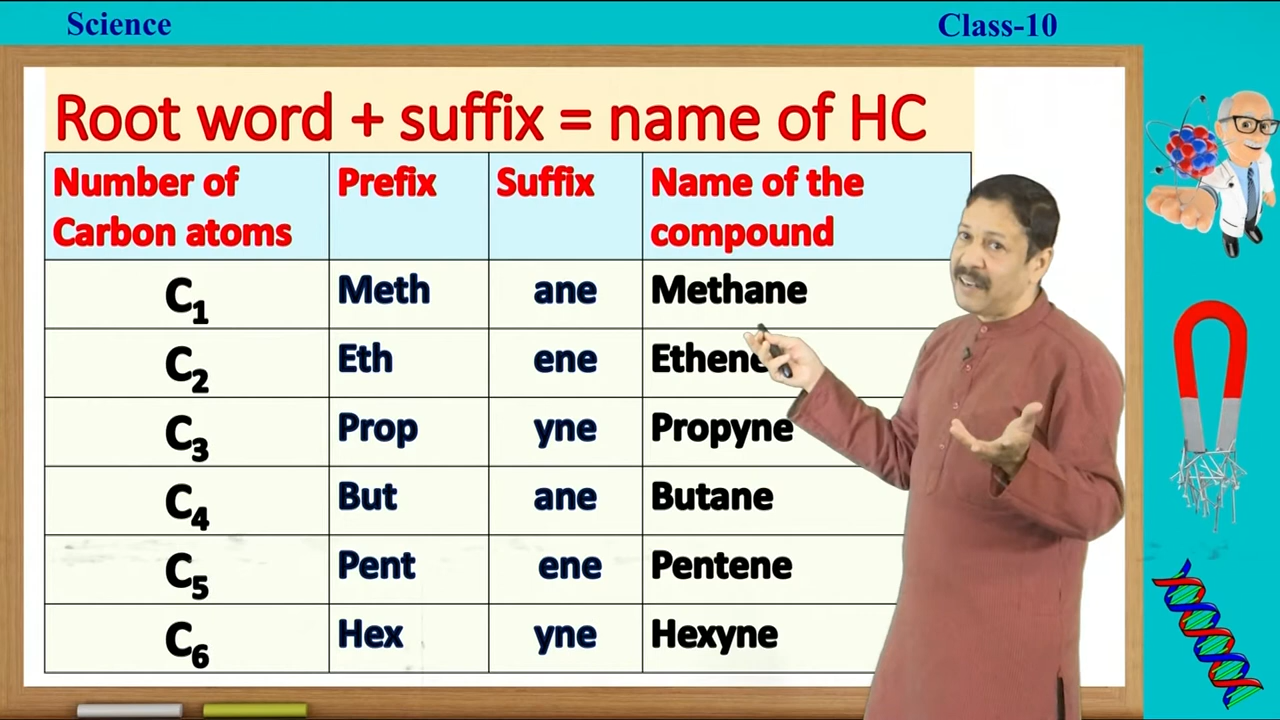 Science
Class-10
Root word + suffix = name of HC
Number of Carbon atoms Prefix Suffix Name of the compound
C₁ Meth ane Methane
C₂ Eth ene Ethene
C₃ Prop yne Propyne
C₄ But ane Butane
C₅ Pent ene Pentene
C₆ Hex yne Hexyne